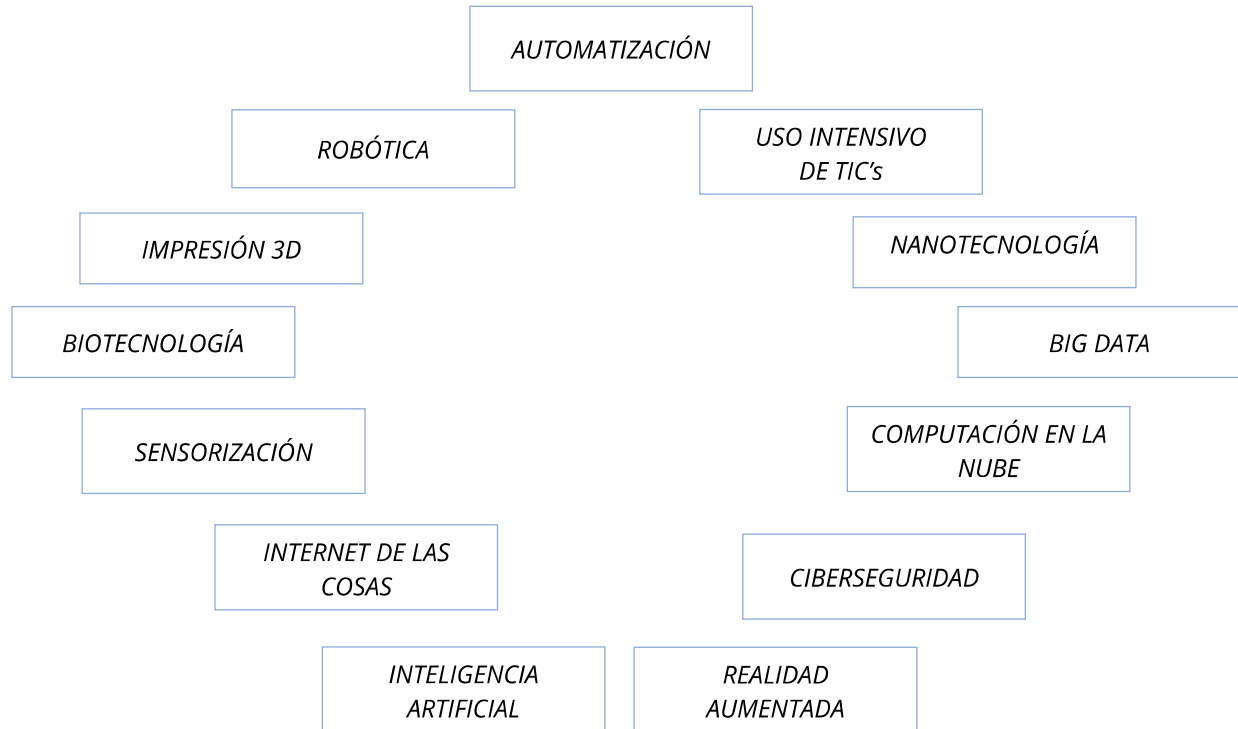 AUTOMATIZACIÓN
ROBÓTICA
USO INTENSIVO
DE TIC’s
IMPRESIÓN 3D
NANOTECNOLOGÍA
BIOTECNOLOGÍA
BIG DATA
SENSORIZACIÓN
COMPUTACIÓN EN LA
NUBE
INTERNET DE LAS
COSAS
CIBERSEGURIDAD
INTELIGENCIA
ARTIFICIAL
REALIDAD
AUMENTADA